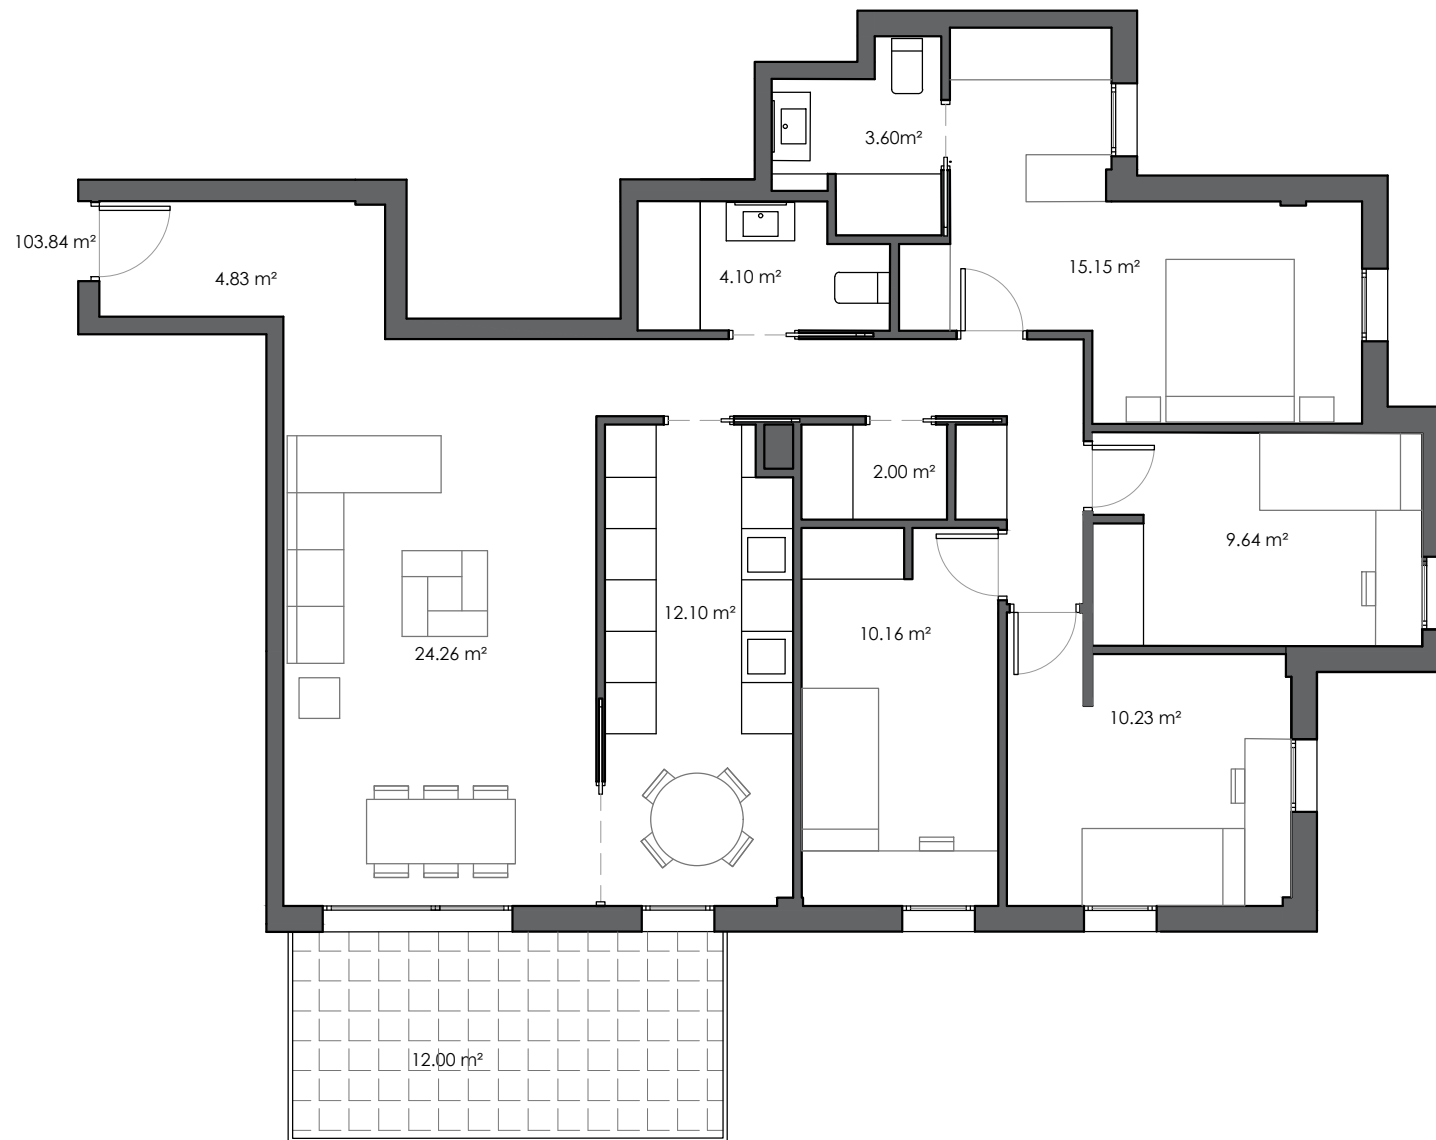 3.60m²
103.84 m²
4.83 m²
4.10 m²
15.15 m²
2.00 m²
9.64 m²
12.10 m²
10.16 m²
24.26 m²
10.23 m²
12.00 m²